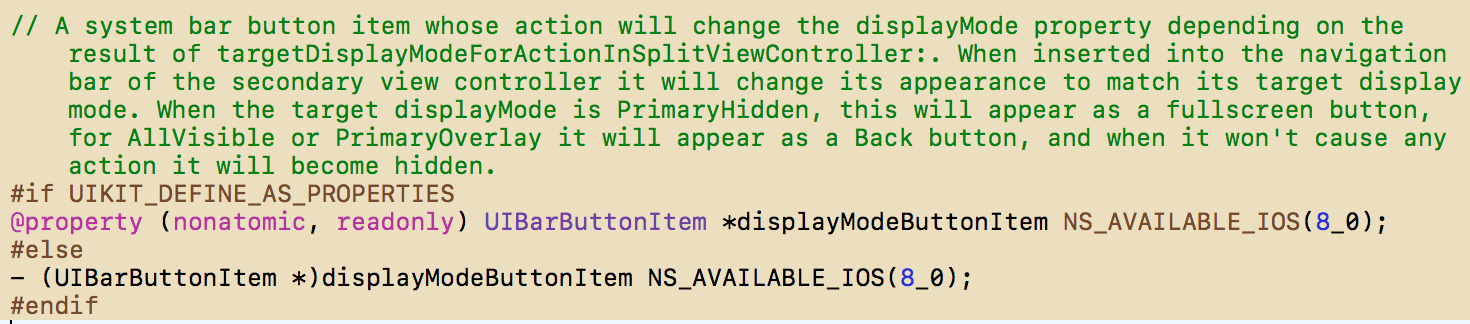 // A system bar button item whose action will change the displayMode property depending on the
result of targetDisplayModeForActionInSplitViewController:. When inserted into the navigation
bar of the secondary view controller it will change its appearance to match its target display
mode. When the target displayMode is PrimaryHidden, this will appear as a fullscreen button,
for AllVisible or PrimaryOverlay it will appear as a Back button, and when it won't cause any
action it will become hidden.
#if UIKIT_DEFINE_AS_PROPERTIES
@property (nonatomic, readonly) UIBarButtonItem *displayModeButtonItem NS_AVAILABLE_IOS(8_0);
#else
- (UIBarButtonItem *)displayModeButtonItem NS_AVAILABLE_IOS(8_0);
#endif